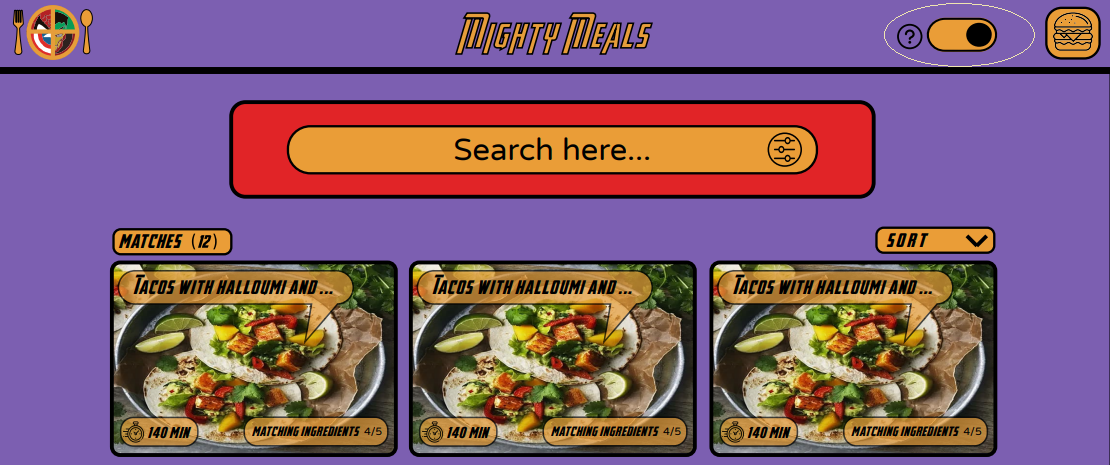 Mighty Meals
?
Search here...
MATCHES (12)
SORT
Tacos with halloumi and ...
Tacos with halloumi and ...
Tacos with halloumi and ...
140 MIN
MATCHING INGREDIENTS 4/5
140 MIN
MATCHING INGREDIENTS 4/5
140 MIN
MATCHING INGREDIENTS 4/5